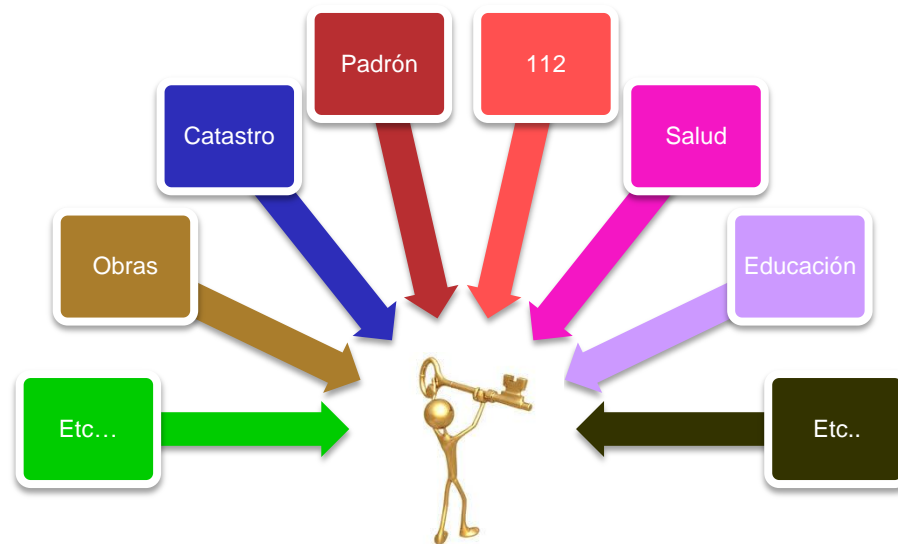 Padrón
112
Catastro
Salud
Obras
Educación
Etc…
Etc..